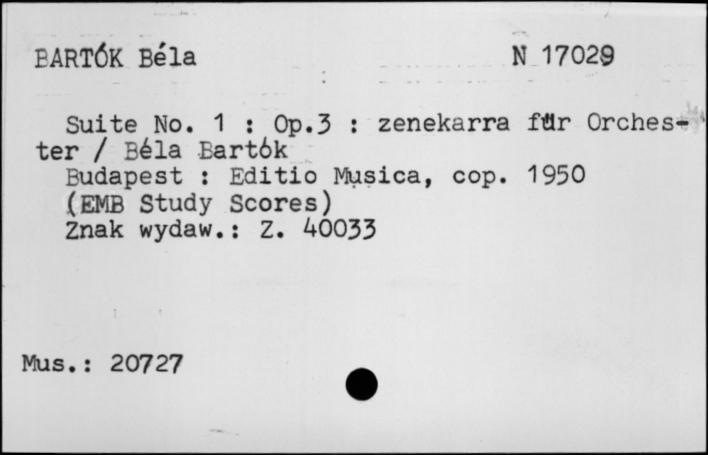 BARTÓK Béla N 17029
Suite No. 1 : Op.3 : zenekarra für Orches-
ter / Béla Bartók
Budapest : Editio Musica, cop. 1950
(EMB Study Scores)
Znak wydaw.: Z. 40033
Mus.: 20727